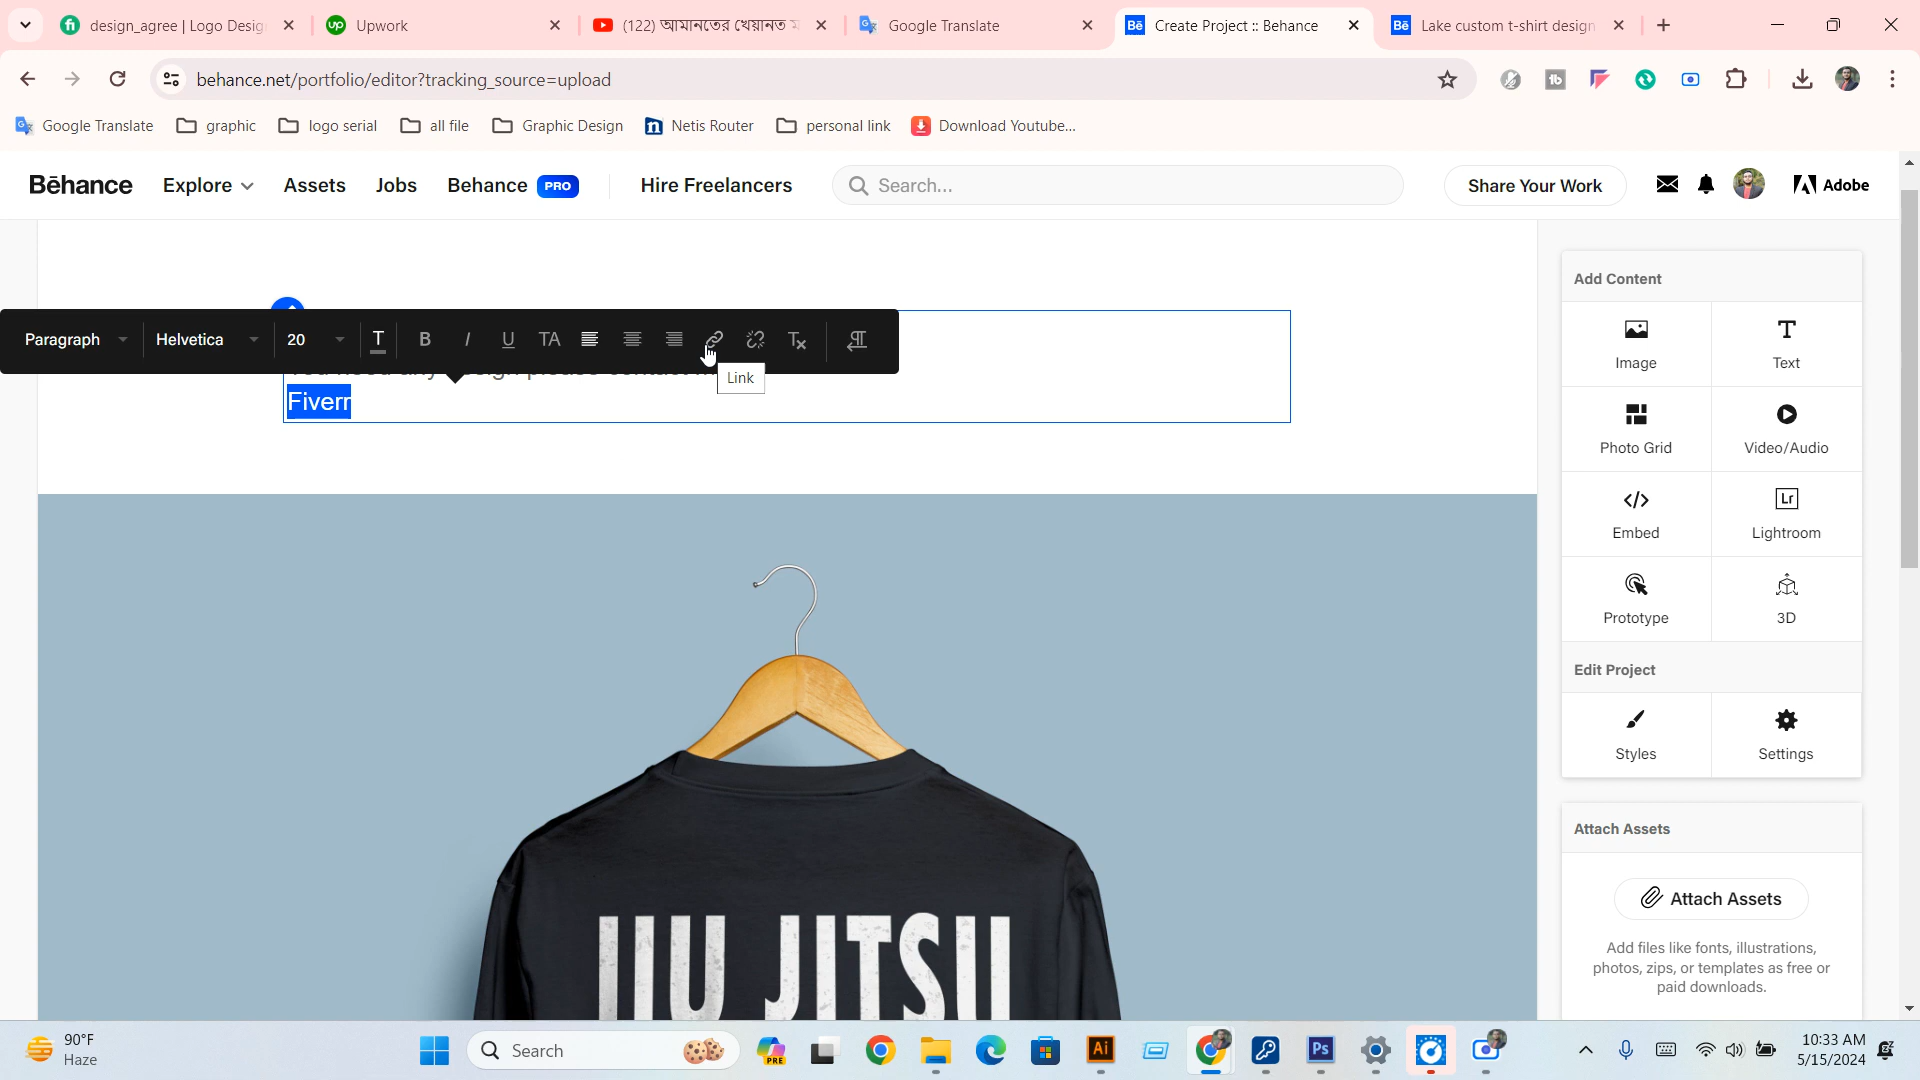 design_agree | Logo Desig
Upwork
(122) আমানতের খেয়ানত
Google Translate
Create Project :: Behance
Lake custom t-shirt design
behance.net/portfolio/editor?tracking_source=upload
Google Translate
graphic
logo serial
all file
Graphic Design
Netis Router
personal link
Download Youtube...
Bēhance
Explore
Assets
Jobs
Behance PRO
Hire Freelancers
Search...
Share Your Work
Adobe
Paragraph
Helvetica
20
Link
Fiverr
Add Content
Image
Text
Photo Grid
Video/Audio
Embed
Lightroom
Prototype
3D
Edit Project
Styles
Settings
Attach Assets
Attach Assets
Add files like fonts, illustrations,
photos, zips, or templates as free or
paid downloads.
JIU JITSU
90°F
Haze
Search
10:33 AM
5/15/2024